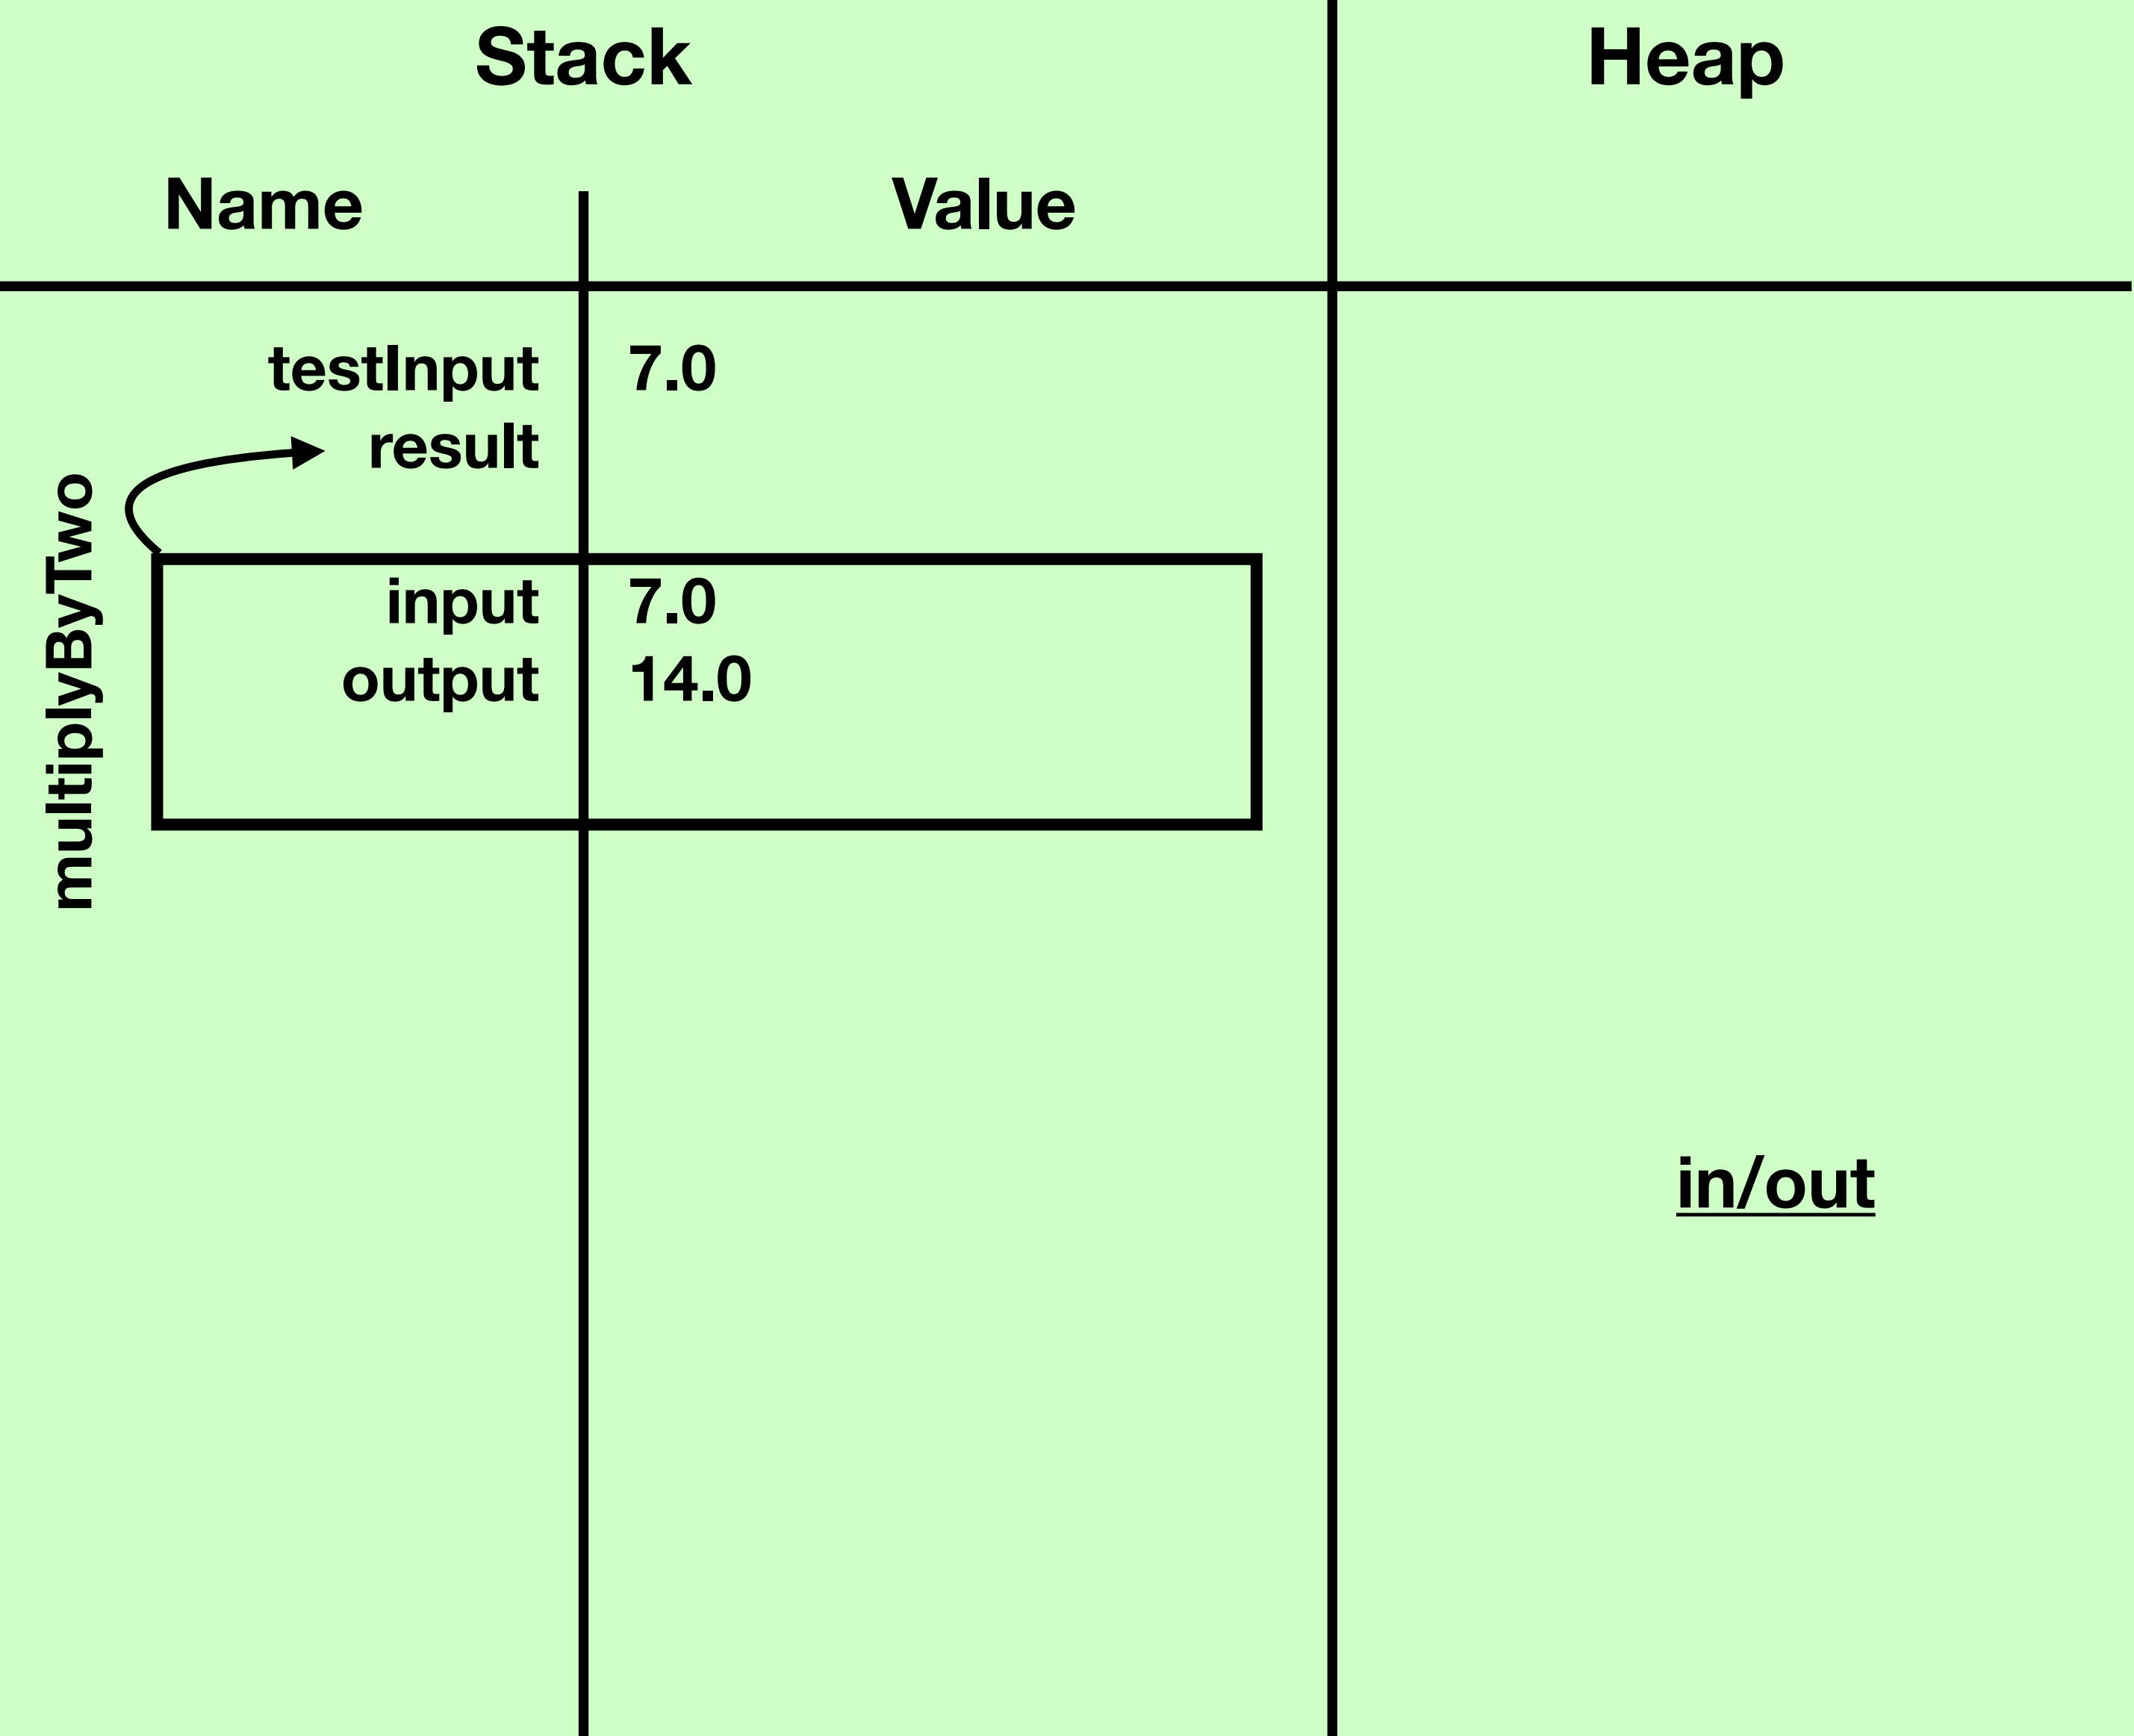 Stack
Heap
Name
Value
testInput 7.0
result
multiplyByTwo
input 7.0
output 14.0
in/out